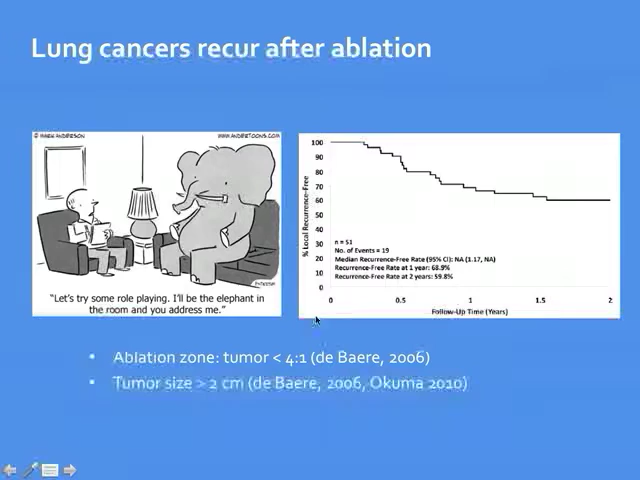 Lung cancers recur after ablation
© MARK ANDERSON
WWW.ANDERTOONS.COM
"Let's try some role playing. I'll be the elephant in
the room and you address me."
% Local Recurrence-Free
100
90
80
70
60
50
40
30
20
10
0
n = 51
No. of Events = 19
Median Recurrence-Free Rate (95% CI): NA (1.17, NA)
Recurrence-Free Rate at 1 year: 68.9%
Recurrence-Free Rate at 2 years: 59.8%
0 0.5 1 1.5 2
Follow-Up Time (Years)
• Ablation zone: tumor < 4:1 (de Baere, 2006)
• Tumor size > 2 cm (de Baere, 2006, Okuma 2010)